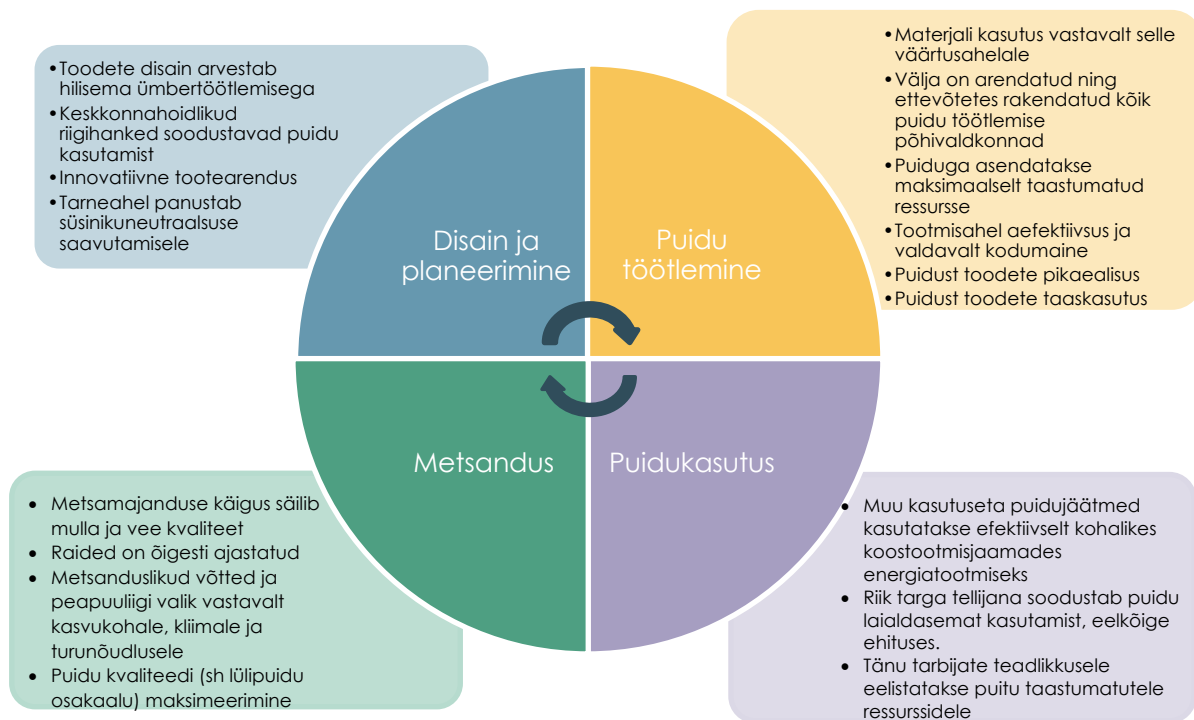 •Toodete disain arvestab
hilisema ümbertöötlemisega
•Keskkonnahoidlikud
riigihanked soodustavad puidu
kasutamist
•Innovatiivne tootearendus
•Tarneahel panustab
süsinikuneutraalsuse
saavutamisele
•Materjali kasutus vastavalt selle
väärtusahelale
•Välja on arendatud ning
ettevõtetes rakendatud kõik
puidu töötlemise
põhivaldkonnad
•Puiduga asendatakse
maksimaalselt taastumatud
ressursse
•Tootmisahel aefektiivsus ja
valdavalt kodumaine
•Puidust toodete pikaealisus
•Puidust toodete taaskasutus
Disain ja
planeerimine
Puidu
töötlemine
Metsandus
Puidukasutus
• Metsamajanduse käigus säilib
mulla ja vee kvaliteet
• Raided on õigesti ajastatud
• Metsanduslikud võtted ja
peapuuliigi valik vastavalt
kasvukohale, kliimale ja
turunõudlusele
• Puidu kvaliteedi (sh lülipuidu
osakaalu) maksimeerimine
• Muu kasutuseta puidujäätmed
kasutatakse efektiivselt kohalikes
koostootmisjaamades
energiatootmiseks
• Riik targa tellijana soodustab puidu
laialdasemat kasutamist, eelkõige
ehituses.
• Tänu tarbijate teadlikkusele
eelistatakse puitu taastumatutele
ressurssidele